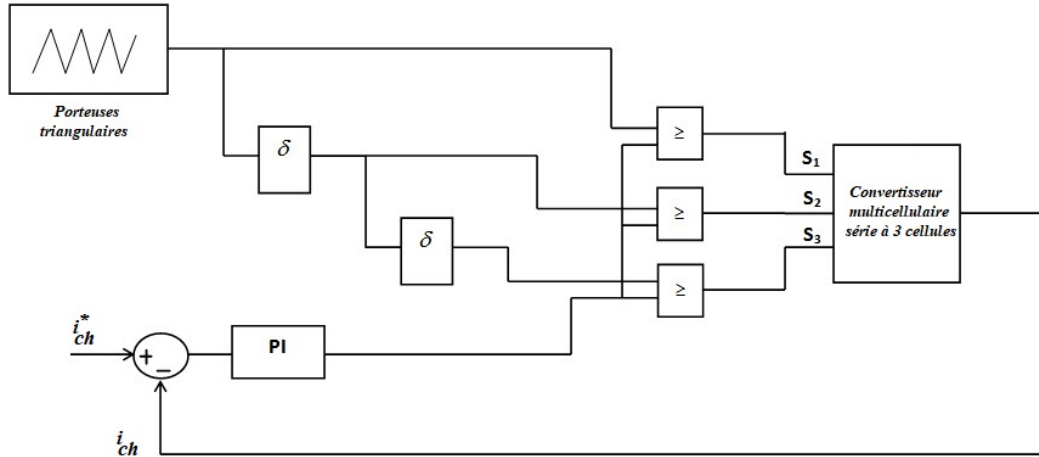 Porteuses
triangulaires
δ
δ
≥
≥
≥
S₁
S₂
S₃
Convertisseur
multicellulaire
série à 3 cellules
i*ch
+
−
PI
ich